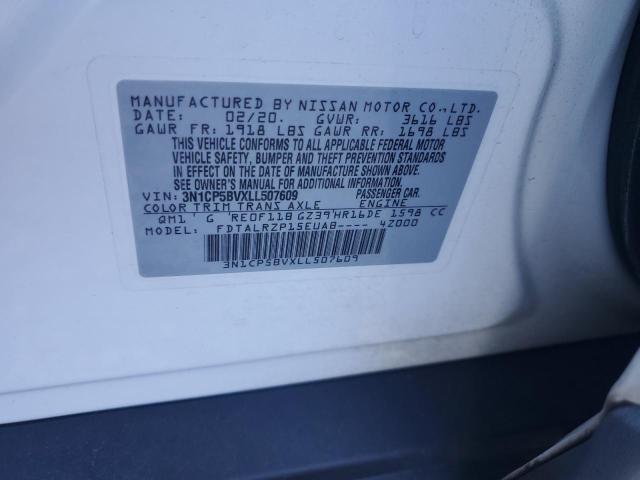 MANUFACTURED BY NISSAN MOTOR CO.,LTD.
DATE: 02/20. GVWR: 3616 LBS
GAWR FR: 1918 LBS GAWR RR: 1698 LBS
THIS VEHICLE CONFORMS TO ALL APPLICABLE FEDERAL MOTOR
VEHICLE SAFETY, BUMPER AND THEFT PREVENTION STANDARDS
IN EFFECT ON THE DATE OF MANUFACTURE SHOWN ABOVE.
SEE OWNER'S MANUAL FOR ADDITIONAL INFORMATION.
VIN: 3N1CP5BVXLL507609 PASSENGER CAR
COLOR TRIM TRANS AXLE ENGINE
QM1 G RE0F11B GZ39 HR16DE 1598 CC
MODEL: FDTALRZP15EUAB---- 4Z000
3N1CP5BVXLL507609